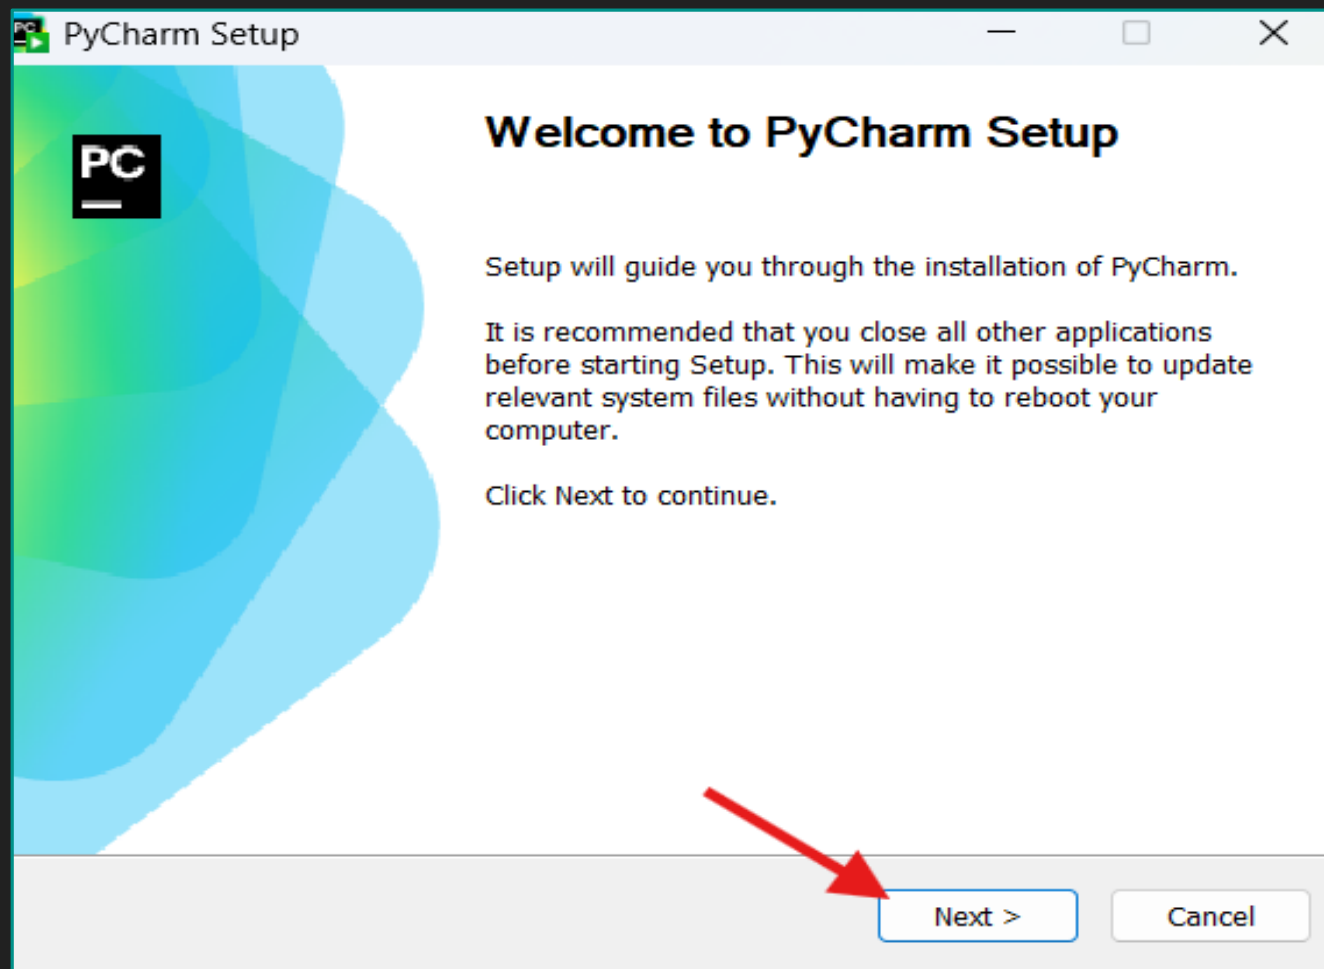 PyCharm Setup
PC
Welcome to PyCharm Setup
Setup will guide you through the installation of PyCharm.
It is recommended that you close all other applications
before starting Setup. This will make it possible to update
relevant system files without having to reboot your
computer.
Click Next to continue.
Next >
Cancel